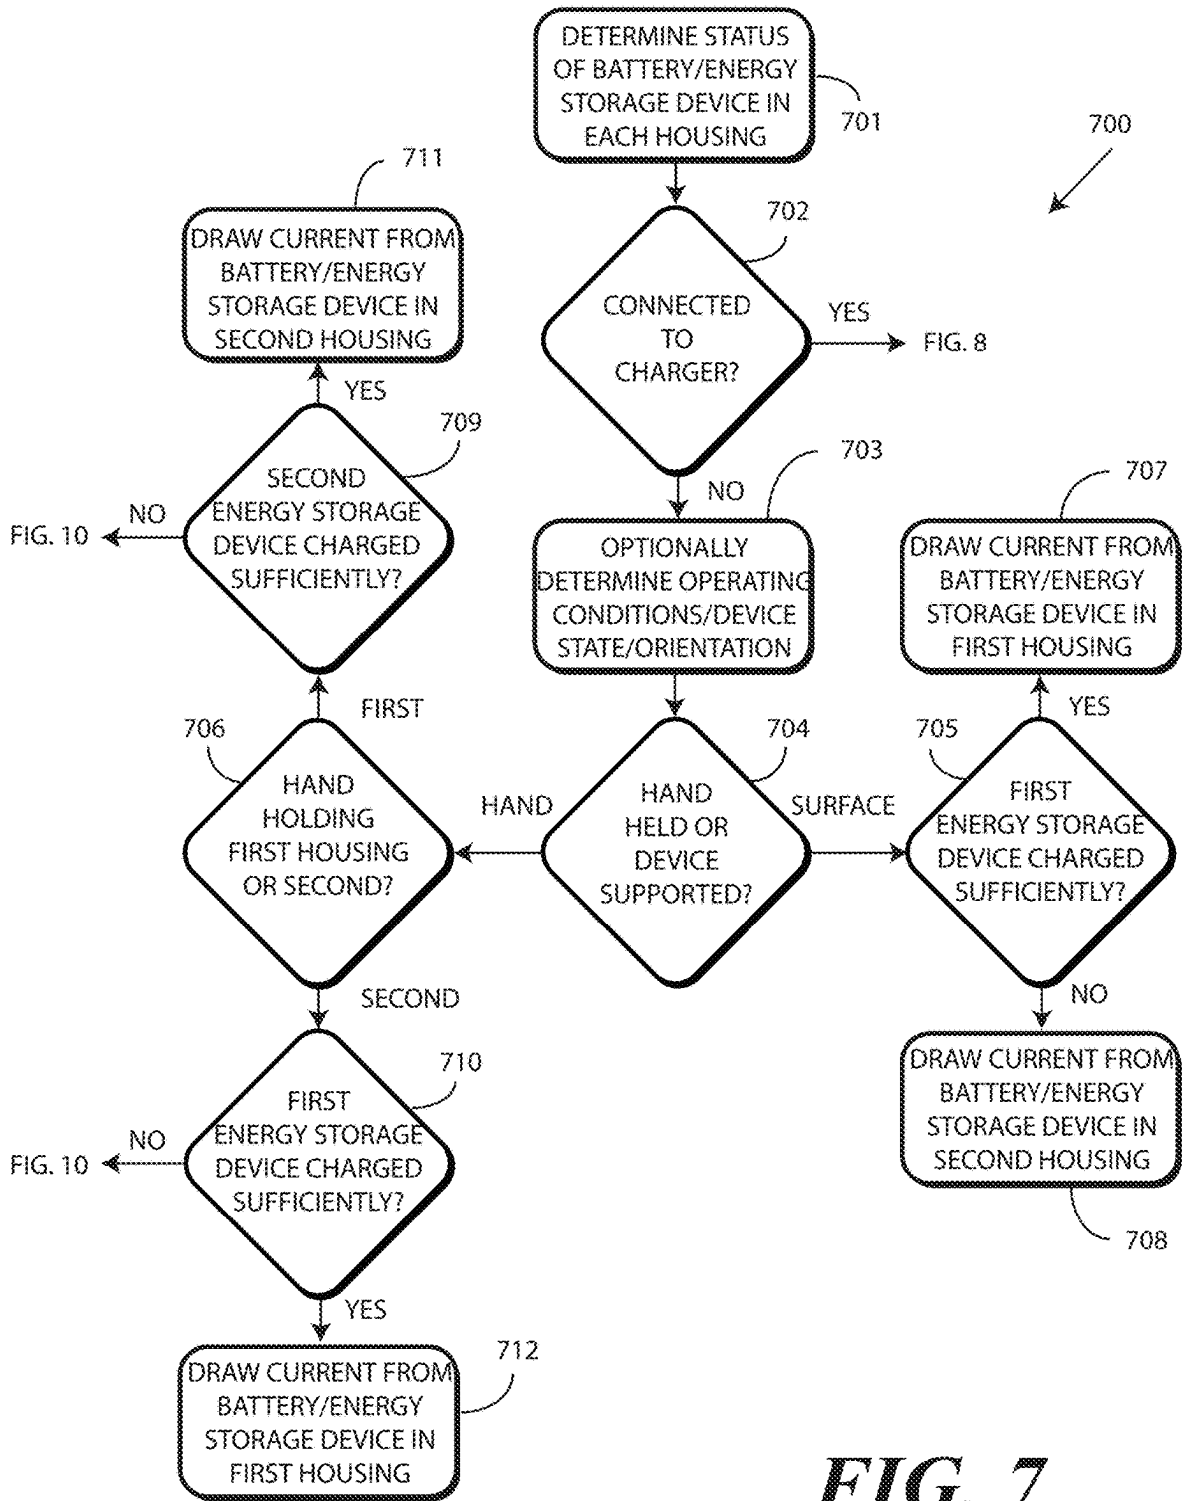 DETERMINE STATUS
OF BATTERY/ENERGY
STORAGE DEVICE IN
EACH HOUSING
701
700
711
DRAW CURRENT FROM
BATTERY/ENERGY
STORAGE DEVICE IN
SECOND HOUSING
702
CONNECTED
TO
CHARGER?
YES
FIG. 8
YES
709
SECOND
ENERGY STORAGE
DEVICE CHARGED
SUFFICIENTLY?
NO
FIG. 10
NO
703
OPTIONALLY
DETERMINE OPERATING
CONDITIONS/DEVICE
STATE/ORIENTATION
707
DRAW CURRENT FROM
BATTERY/ENERGY
STORAGE DEVICE IN
FIRST HOUSING
FIRST
YES
706
HAND
HOLDING
FIRST HOUSING
OR SECOND?
HAND
704
HAND
HELD OR
DEVICE
SUPPORTED?
SURFACE
705
FIRST
ENERGY STORAGE
DEVICE CHARGED
SUFFICIENTLY?
SECOND
NO
710
FIRST
ENERGY STORAGE
DEVICE CHARGED
SUFFICIENTLY?
NO
FIG. 10
DRAW CURRENT FROM
BATTERY/ENERGY
STORAGE DEVICE IN
SECOND HOUSING
708
YES
712
DRAW CURRENT FROM
BATTERY/ENERGY
STORAGE DEVICE IN
FIRST HOUSING
FIG. 7